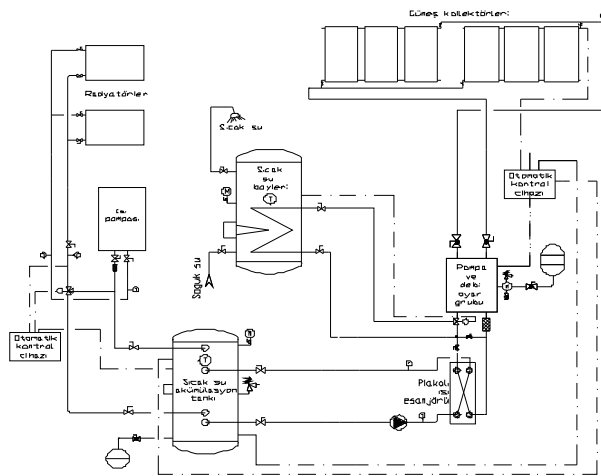 Güneş kollektörleri
Radyatörler
Sıcak su
Sıcak
su
boyleri
T
M
Isı
pompası
Otomatik
kontrol
cihazı
Soğuk su
Pompa
ve
debi
ayar
grubu
M
Otomatik
kontrol
cihazı
M
T
Sıcak su
akümülasyon
tankı
Plakalı
ısı
eşanjörü